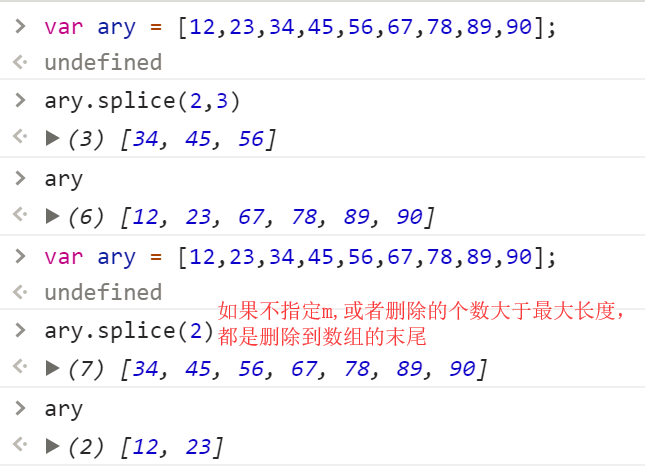 > var ary = [12,23,34,45,56,67,78,89,90];
<· undefined
> ary.splice(2,3)
<· ▶(3) [34, 45, 56]
> ary
<· ▶(6) [12, 23, 67, 78, 89, 90]
> var ary = [12,23,34,45,56,67,78,89,90];
<· undefined
如果不指定m,或者删除的个数大于最大长度，
> ary.splice(2)
都是删除到数组的末尾
<· ▶(7) [34, 45, 56, 67, 78, 89, 90]
> ary
<· ▶(2) [12, 23]